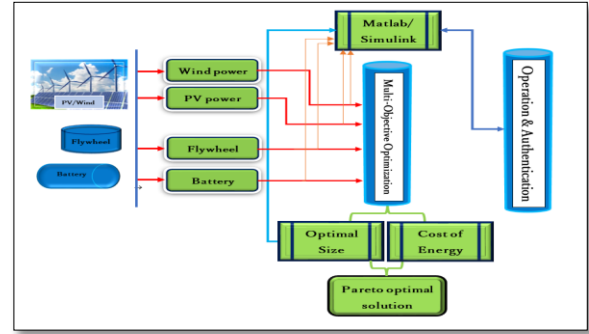 Matlab/
Simulink
PV/Wind
Flywheel
Battery
Wind power
PV power
Flywheel
Battery
Multi-Objective Optimization
Operation & Authentication
Optimal
Size
Cost of
Energy
Pareto optimal
solution